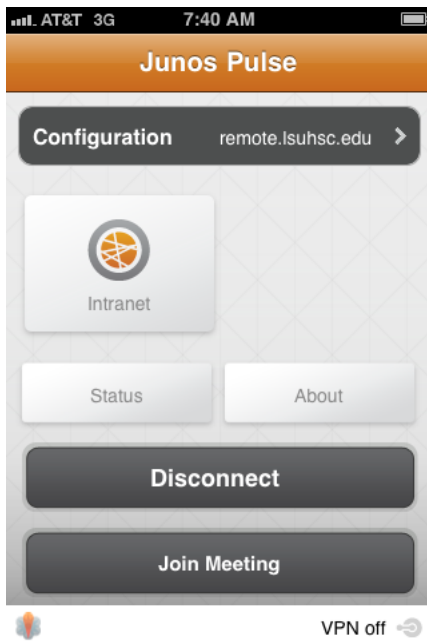 AT&T 3G 7:40 AM
Junos Pulse
Configuration remote.lsuhsc.edu
Intranet
Status About
Disconnect
Join Meeting
VPN off